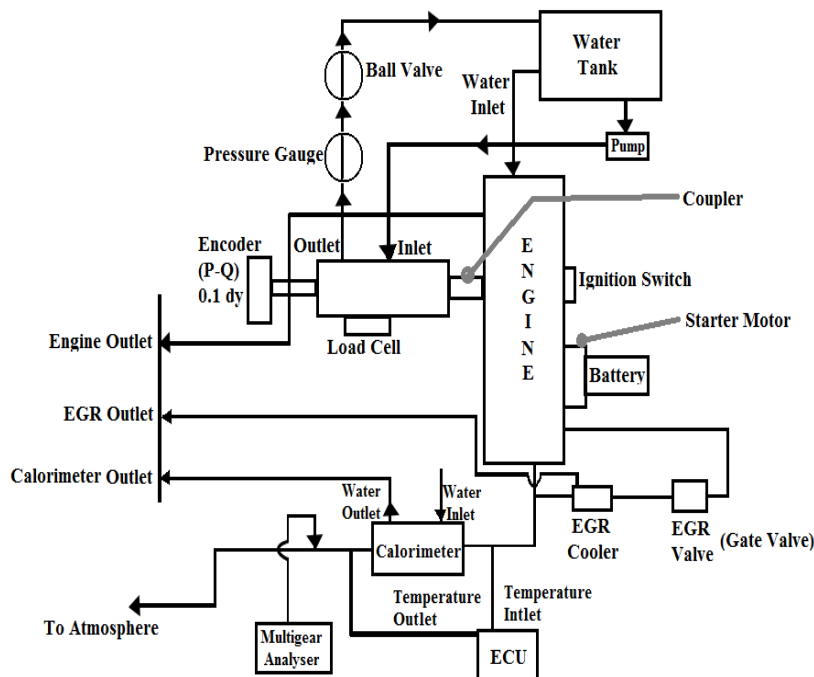 Water
Tank
Ball Valve
Water
Inlet
Pump
Pressure Gauge
Coupler
Encoder
(P-Q)
0.1 dy
Outlet
Inlet
E
N
G
I
N
E
Ignition Switch
Starter Motor
Load Cell
Engine Outlet
Battery
EGR Outlet
Calorimeter Outlet
Water
Outlet
Water
Inlet
EGR
Cooler
EGR
Valve
(Gate Valve)
Calorimeter
Temperature
Outlet
Temperature
Intlet
To Atmosphere
Multigear
Analyser
ECU